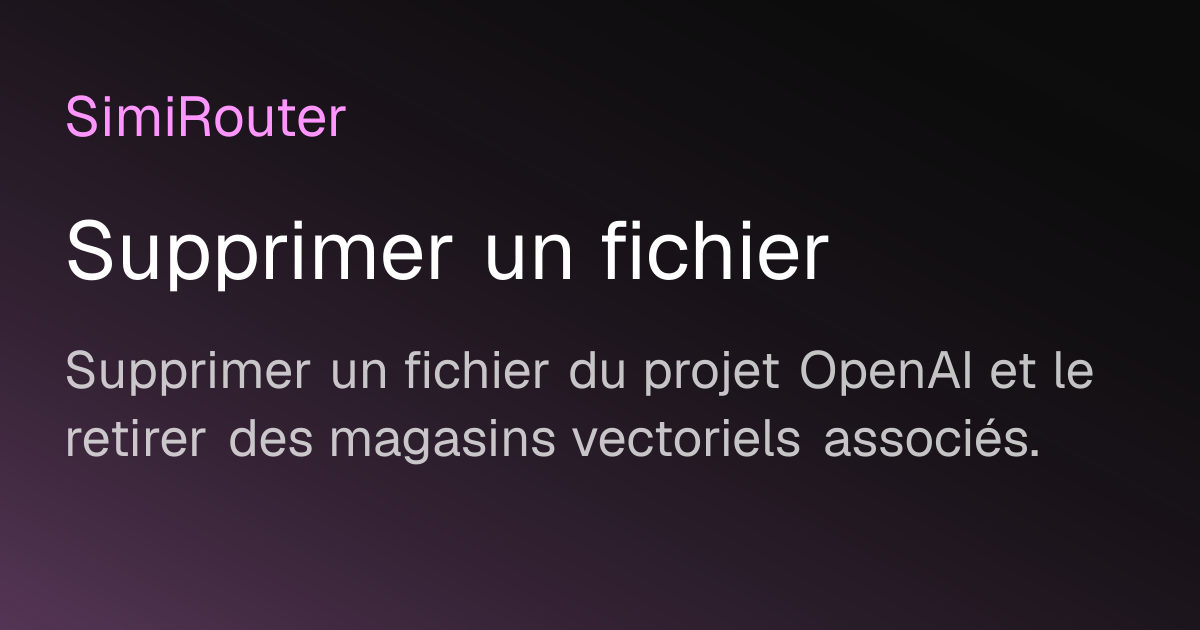 SimiRouter
Supprimer un fichier
Supprimer un fichier du projet OpenAI et le
retirer des magasins vectoriels associés.